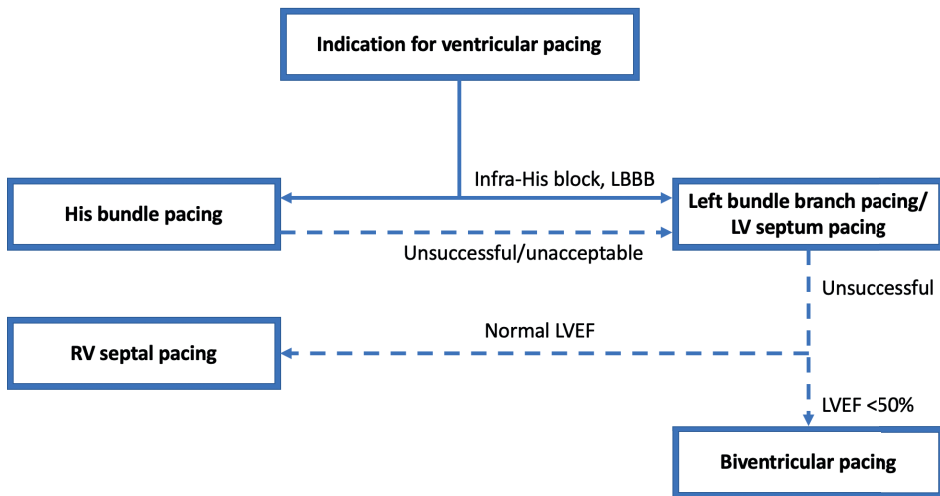 Indication for ventricular pacing
Infra-His block, LBBB
His bundle pacing
Left bundle branch pacing/
LV septum pacing
Unsuccessful/unacceptable
Unsuccessful
Normal LVEF
RV septal pacing
LVEF <50%
Biventricular pacing